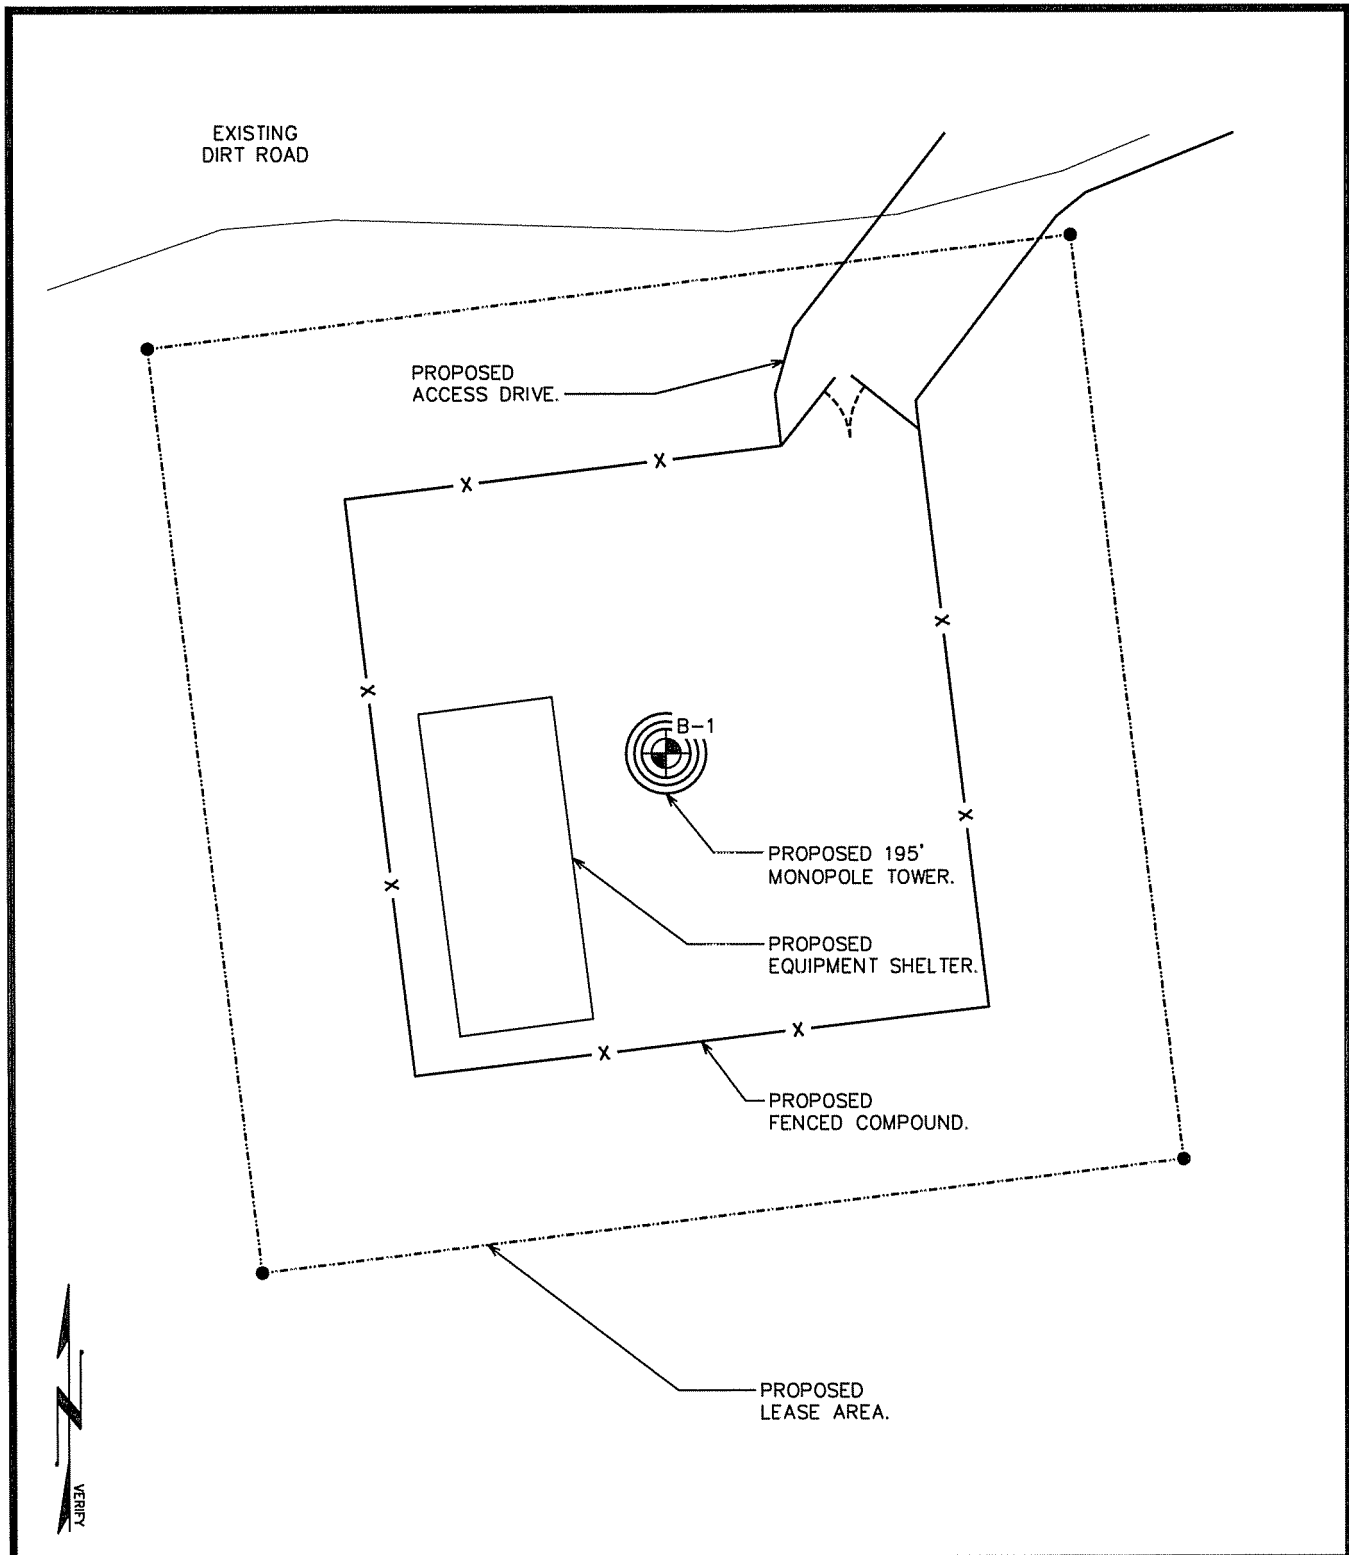 EXISTING
DIRT ROAD
PROPOSED
ACCESS DRIVE.
B-1
PROPOSED 195'
MONOPOLE TOWER.
PROPOSED
EQUIPMENT SHELTER.
PROPOSED
FENCED COMPOUND.
PROPOSED
LEASE AREA.
VERIFY